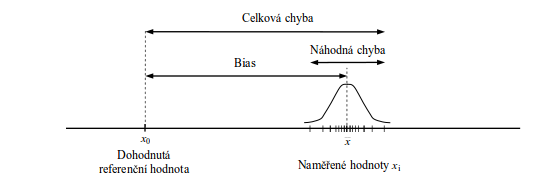 Celková chyba
Náhodná chyba
Bias
x0
x̄
Dohodnutá
referenční hodnota
Naměřené hodnoty xi